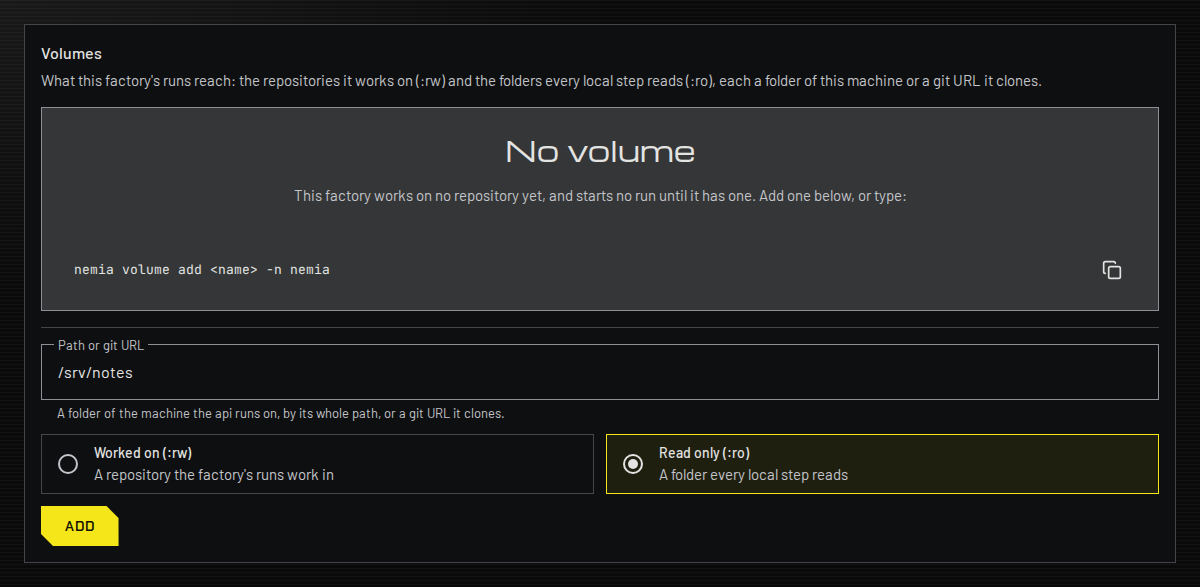 Volumes
What this factory's runs reach: the repositories it works on (:rw) and the folders every local step reads (:ro), each a folder of this machine or a git URL it clones.
No volume
This factory works on no repository yet, and starts no run until it has one. Add one below, or type:
nemia volume add <name> -n nemia
Path or git URL
/srv/notes
A folder of the machine the api runs on, by its whole path, or a git URL it clones.
Worked on (:rw)
A repository the factory's runs work in
Read only (:ro)
A folder every local step reads
ADD